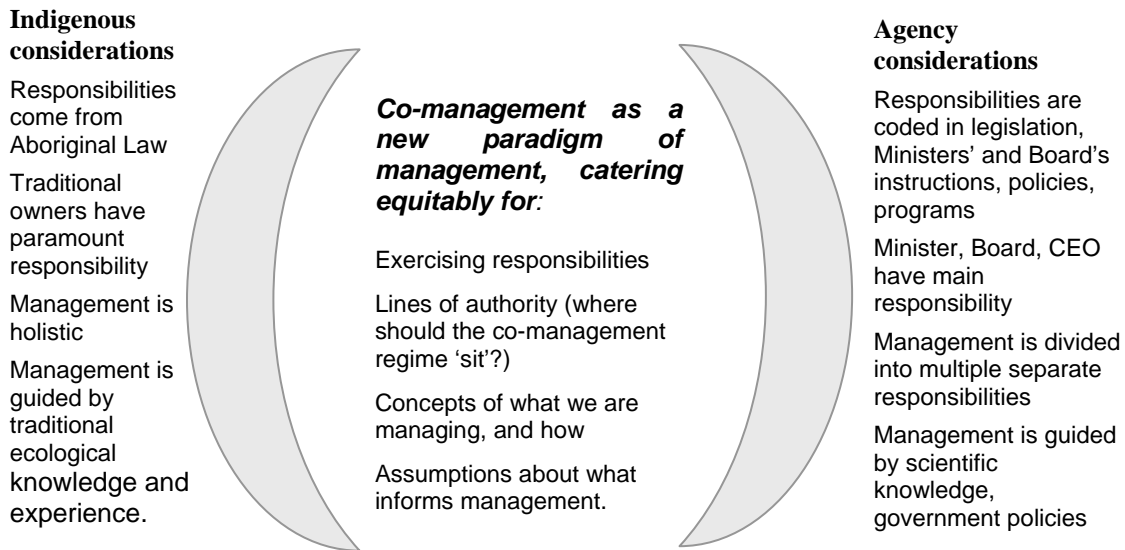 Indigenous
considerations
Responsibilities
come from
Aboriginal Law
Traditional
owners have
paramount
responsibility
Management is
holistic
Management is
guided by
traditional
ecological
knowledge and
experience.
Co-management as a
new paradigm of
management, catering
equitably for:
Exercising responsibilities
Lines of authority (where
should the co-management
regime ‘sit’?)
Concepts of what we are
managing, and how
Assumptions about what
informs management.
Agency
considerations
Responsibilities are
coded in legislation,
Ministers’ and Board’s
instructions, policies,
programs
Minister, Board, CEO
have main
responsibility
Management is divided
into multiple separate
responsibilities
Management is guided
by scientific
knowledge,
government policies